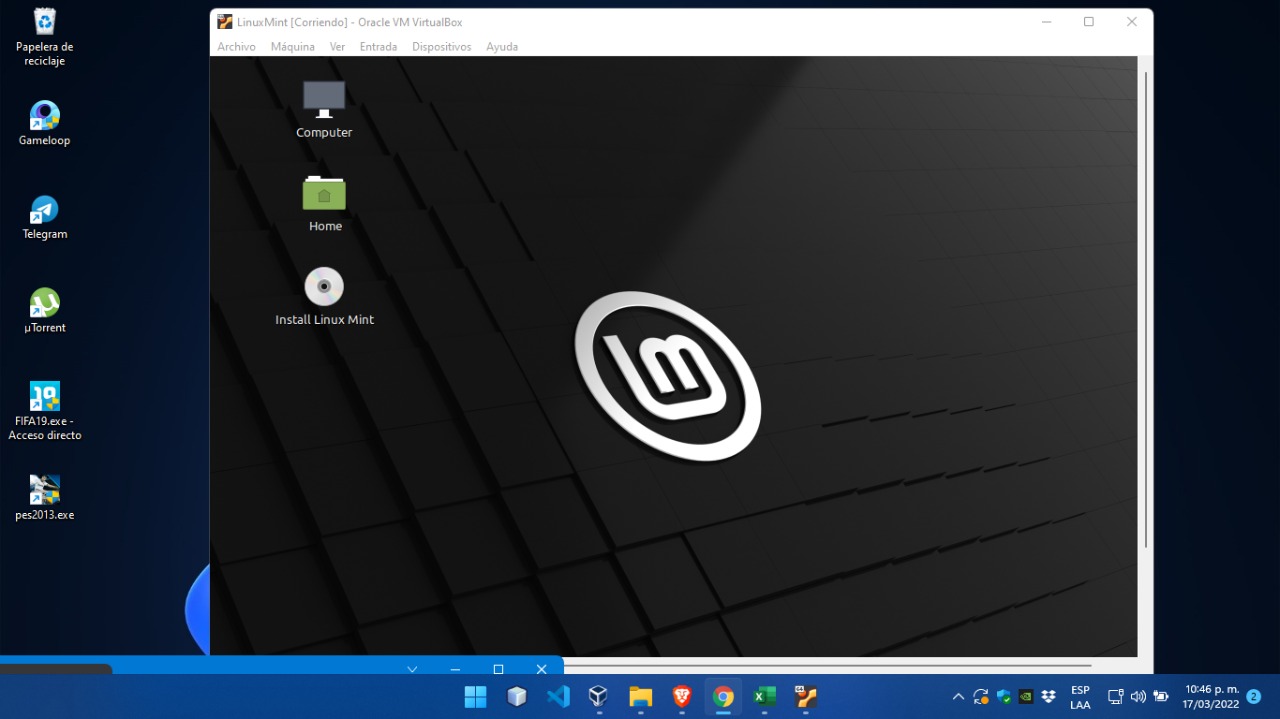 Papelera de
reciclaje
Gameloop
Telegram
µTorrent
FIFA19.exe -
Acceso directo
pes2013.exe
LinuxMint [Corriendo] - Oracle VM VirtualBox
Archivo Máquina Ver Entrada Dispositivos Ayuda
Computer
Home
Install Linux Mint
ESP
LAA
10:46 p. m.
17/03/2022
2